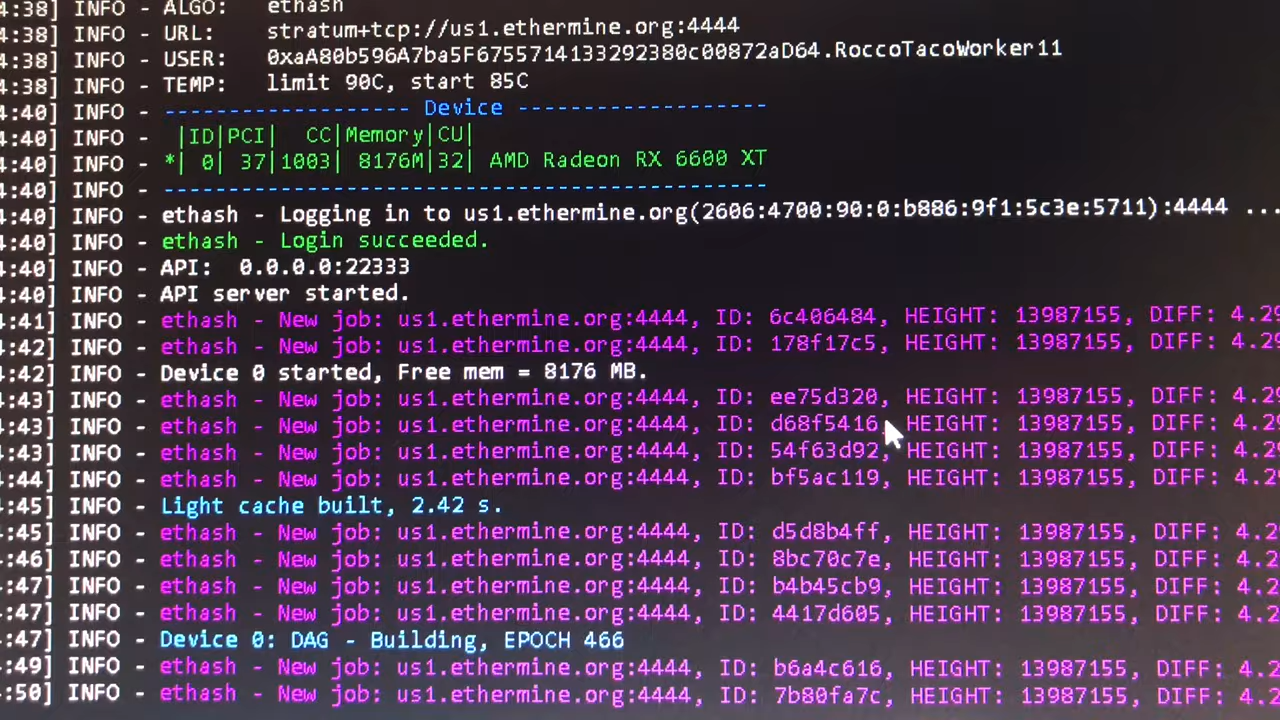 4:38] INFO - ALGO: ethash
4:38] INFO - URL: stratum+tcp://us1.ethermine.org:4444
4:38] INFO - USER: 0xaA80b596A7ba5F6755714133292380c00872aD64.RoccoTacoWorker11
4:38] INFO - TEMP: limit 90C, start 85C
4:40] INFO - ------------------- Device -------------------
4:40] INFO - |ID|PCI| CC|Memory|CU|
4:40] INFO - *| 0| 37|1003| 8176M|32| AMD Radeon RX 6600 XT
4:40] INFO - ----------------------------------------------
4:40] INFO - ethash - Logging in to us1.ethermine.org(2606:4700:90:0:b886:9f1:5c3e:5711):4444 ...
4:40] INFO - ethash - Login succeeded.
4:40] INFO - API: 0.0.0.0:22333
4:40] INFO - API server started.
4:41] INFO - ethash - New job: us1.ethermine.org:4444, ID: 6c406484, HEIGHT: 13987155, DIFF: 4.29
4:42] INFO - ethash - New job: us1.ethermine.org:4444, ID: 178f17c5, HEIGHT: 13987155, DIFF: 4.29
4:42] INFO - Device 0 started, Free mem = 8176 MB.
4:43] INFO - ethash - New job: us1.ethermine.org:4444, ID: ee75d320, HEIGHT: 13987155, DIFF: 4.29
4:43] INFO - ethash - New job: us1.ethermine.org:4444, ID: d68f5416, HEIGHT: 13987155, DIFF: 4.29
4:43] INFO - ethash - New job: us1.ethermine.org:4444, ID: 54f63d92, HEIGHT: 13987155, DIFF: 4.29
4:44] INFO - ethash - New job: us1.ethermine.org:4444, ID: bf5ac119, HEIGHT: 13987155, DIFF: 4.29
4:45] INFO - Light cache built, 2.42 s.
4:45] INFO - ethash - New job: us1.ethermine.org:4444, ID: d5d8b4ff, HEIGHT: 13987155, DIFF: 4.2
4:46] INFO - ethash - New job: us1.ethermine.org:4444, ID: 8bc70c7e, HEIGHT: 13987155, DIFF: 4.2
4:47] INFO - ethash - New job: us1.ethermine.org:4444, ID: b4b45cb9, HEIGHT: 13987155, DIFF: 4.2
4:47] INFO - ethash - New job: us1.ethermine.org:4444, ID: 4417d605, HEIGHT: 13987155, DIFF: 4.2
4:47] INFO - Device 0: DAG - Building, EPOCH 466
4:49] INFO - ethash - New job: us1.ethermine.org:4444, ID: b6a4c616, HEIGHT: 13987155, DIFF: 4.2
4:50] INFO - ethash - New job: us1.ethermine.org:4444, ID: 7b80fa7c, HEIGHT: 13987155, DIFF: 4.2